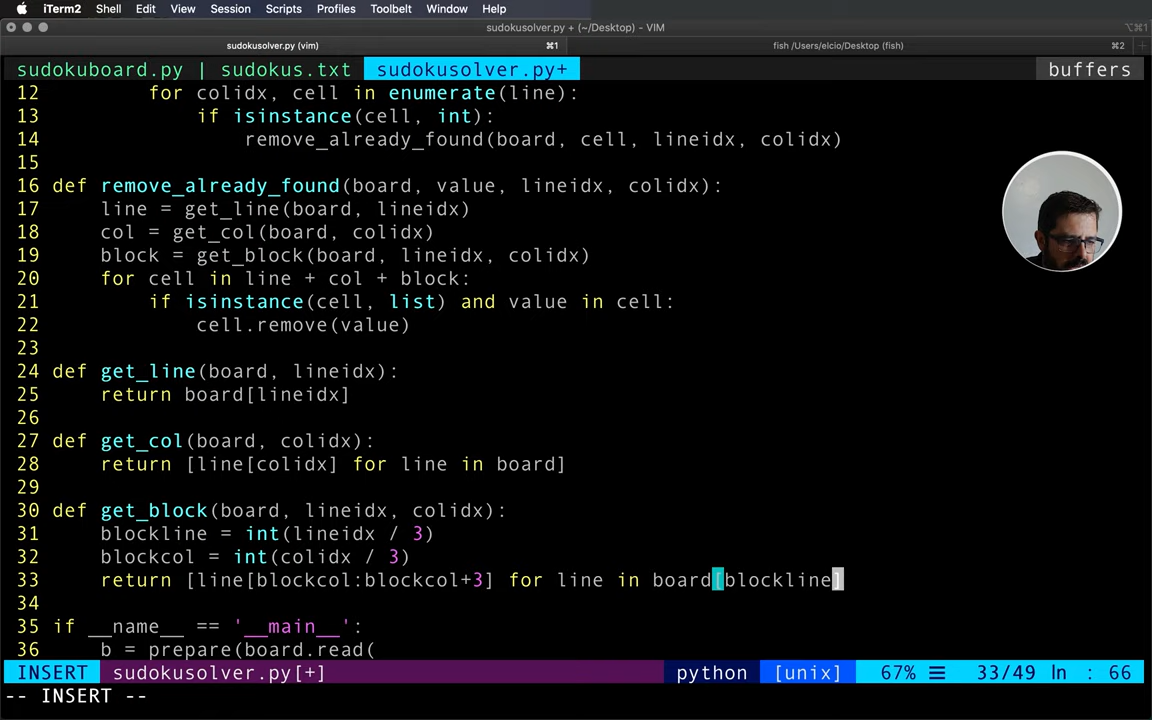 iTerm2 Shell Edit View Session Scripts Profiles Toolbelt Window Help
sudokusolver.py + (~/Desktop) - VIM ⌥⌘1
sudokusolver.py (vim) ⌘1 fish /Users/elcio/Desktop (fish) ⌘2
sudokuboard.py | sudokus.txt sudokusolver.py+ buffers
12         for colidx, cell in enumerate(line):
13             if isinstance(cell, int):
14                 remove_already_found(board, cell, lineidx, colidx)
15
16 def remove_already_found(board, value, lineidx, colidx):
17     line = get_line(board, lineidx)
18     col = get_col(board, colidx)
19     block = get_block(board, lineidx, colidx)
20     for cell in line + col + block:
21         if isinstance(cell, list) and value in cell:
22             cell.remove(value)
23
24 def get_line(board, lineidx):
25     return board[lineidx]
26
27 def get_col(board, colidx):
28     return [line[colidx] for line in board]
29
30 def get_block(board, lineidx, colidx):
31     blockline = int(lineidx / 3)
32     blockcol = int(colidx / 3)
33     return [line[blockcol:blockcol+3] for line in board[blockline]
34
35 if __name__ == '__main__':
36     b = prepare(board.read(
INSERT sudokusolver.py[+] python [unix] 67% ☰ 33/49 ln : 66
-- INSERT --